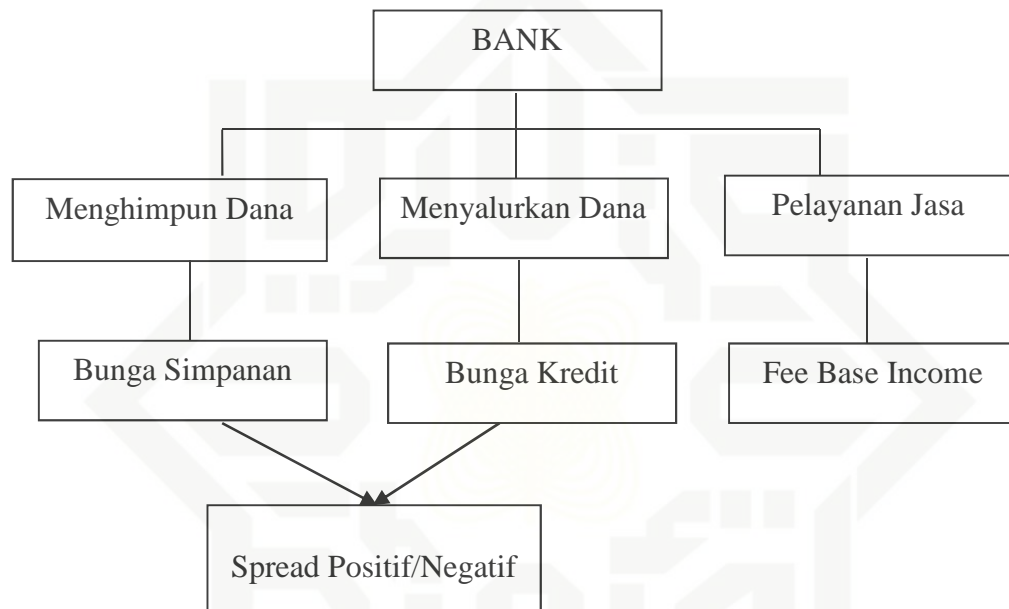 BANK
Menghimpun Dana
Menyalurkan Dana
Pelayanan Jasa
Bunga Simpanan
Bunga Kredit
Fee Base Income
Spread Positif/Negatif